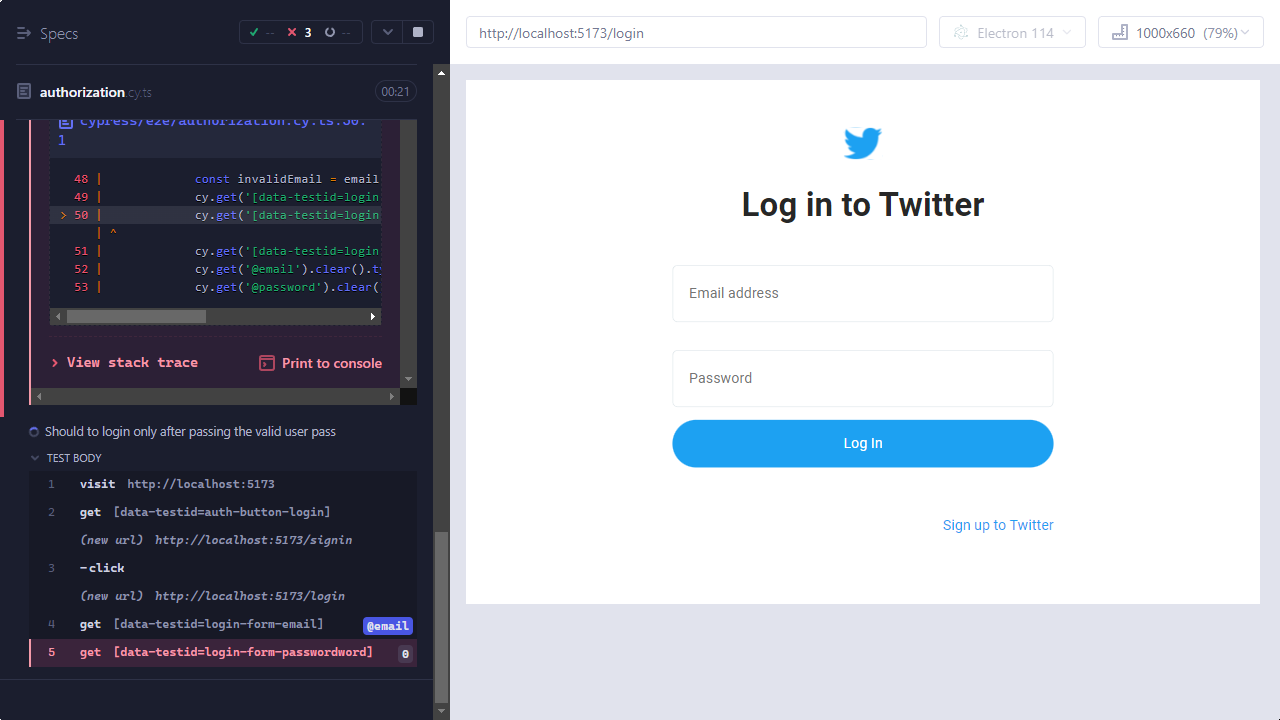 Specs
-- 3 --
http://localhost:5173/login
Electron 114
1000x660 (79%)
authorization.cy.ts
00:21
cypress/e2e/authorization.cy.ts:50:
1
48 | const invalidEmail = email
49 | cy.get('[data-testid=login
> 50 | cy.get('[data-testid=login
| ^
51 | cy.get('[data-testid=login
52 | cy.get('@email').clear().ty
53 | cy.get('@password').clear(
View stack trace
Print to console
Should to login only after passing the valid user pass
TEST BODY
1 visit http://localhost:5173
2 get [data-testid=auth-button-login]
(new url) http://localhost:5173/signin
3 -click
(new url) http://localhost:5173/login
4 get [data-testid=login-form-email] @email
5 get [data-testid=login-form-passwordword] 0
Log in to Twitter
Email address
Password
Log In
Sign up to Twitter